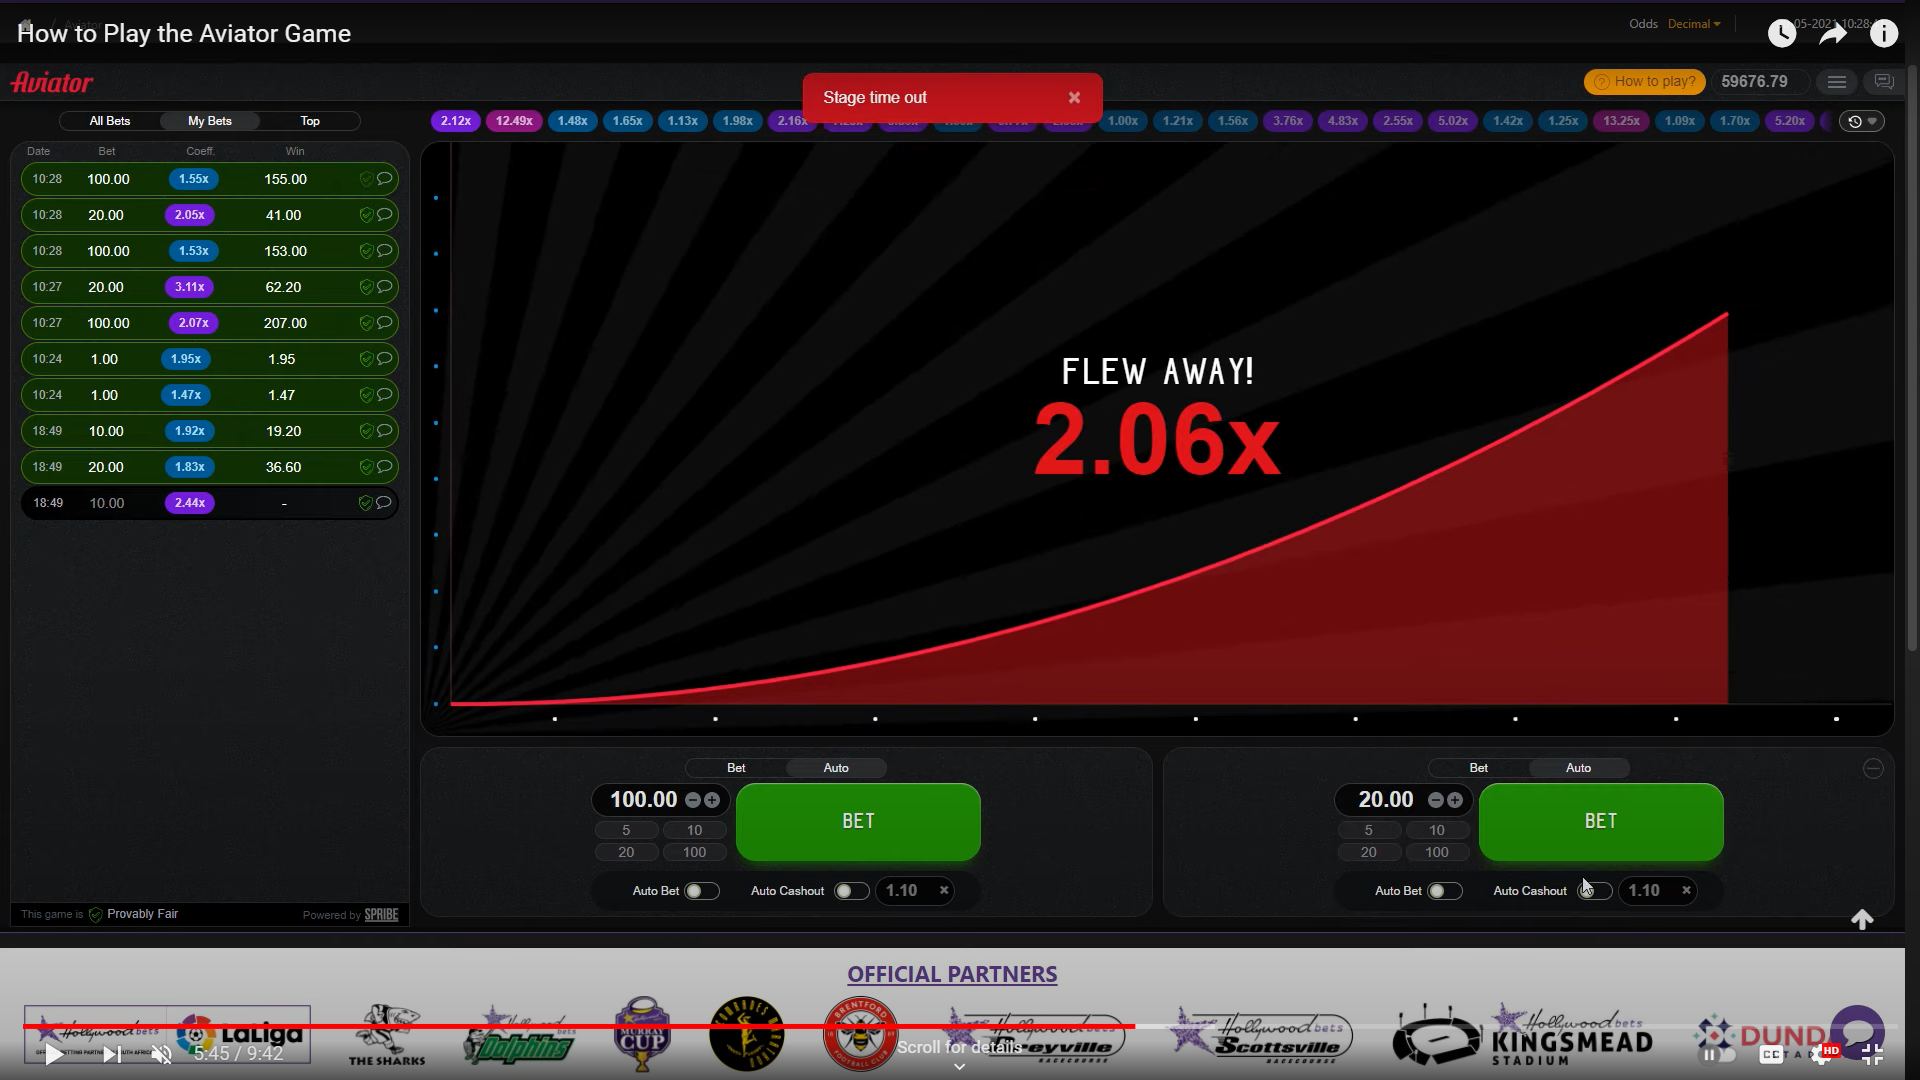 How to Play the Aviator Game
Odds Decimal
Aviator
Stage time out
How to play? 59676.79
All Bets My Bets Top
2.12x 12.49x 1.48x 1.65x 1.13x 1.98x 2.16x 1.00x 1.21x 1.56x 3.76x 4.83x 2.55x 5.02x 1.42x 1.25x 13.25x 1.09x 1.70x 5.20x
Date Bet Coeff. Win
10:28 100.00 1.55x 155.00
10:28 20.00 2.05x 41.00
10:28 100.00 1.53x 153.00
10:27 20.00 3.11x 62.20
10:27 100.00 2.07x 207.00
10:24 1.00 1.95x 1.95
10:24 1.00 1.47x 1.47
18:49 10.00 1.92x 19.20
18:49 20.00 1.83x 36.60
18:49 10.00 2.44x -
FLEW AWAY!
2.06x
Bet Auto
100.00
BET
5 10
20 100
Auto Bet Auto Cashout 1.10
Bet Auto
20.00
BET
5 10
20 100
Auto Bet Auto Cashout 1.10
This game is Provably Fair Powered by SPRIBE
OFFICIAL PARTNERS
Hollywoodbets LaLiga
THE SHARKS
Hollywoodbets Dolphins
MURRAY CUP
BRENTFORD FOOTBALL CLUB
Greyville RACECOURSE
Hollywoodbets Scottsville RACECOURSE
Hollywoodbets KINGSMEAD STADIUM
5:45 / 9:42
Scroll for details
CC HD